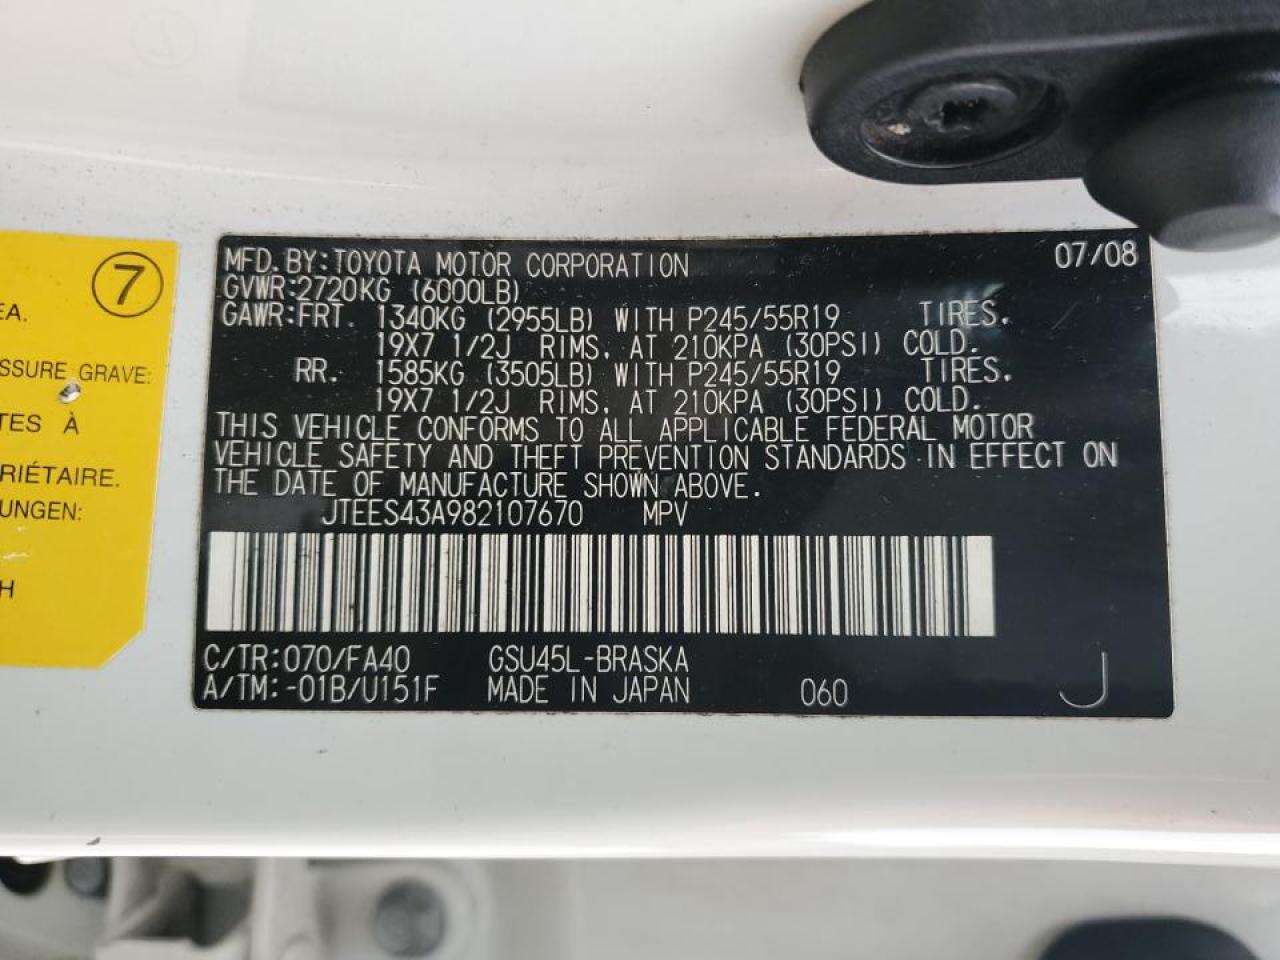 7
EA.
SSURE GRAVE:
TES À
RIÉTAIRE.
UNGEN:
H
MFD. BY: TOYOTA MOTOR CORPORATION 07/08
GVWR:2720KG (6000LB)
GAWR:FRT. 1340KG (2955LB) WITH P245/55R19 TIRES.
19X7 1/2J RIMS. AT 210KPA (30PSI) COLD.
RR. 1585KG (3505LB) WITH P245/55R19 TIRES.
19X7 1/2J RIMS. AT 210KPA (30PSI) COLD.
THIS VEHICLE CONFORMS TO ALL APPLICABLE FEDERAL MOTOR
VEHICLE SAFETY AND THEFT PREVENTION STANDARDS IN EFFECT ON
THE DATE OF MANUFACTURE SHOWN ABOVE.
JTEES43A982107670 MPV
C/TR:070/FA40 GSU45L-BRASKA
A/TM:-01B/U151F MADE IN JAPAN 060 J